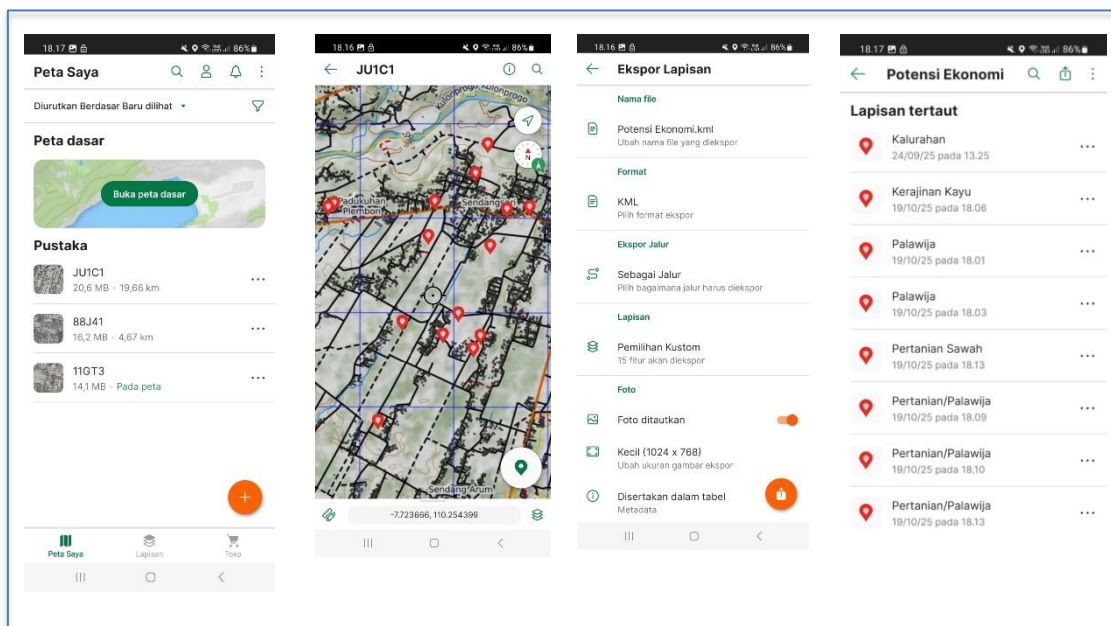 18.17 86%
Peta Saya
Diurutkan Berdasar Baru dilihat
Peta dasar
Buka peta dasar
Pustaka
JU1C1
20,6 MB - 19,66 km
88J41
16,2 MB - 4,67 km
11GT3
14,1 MB - Pada peta
Peta Saya Lapisan Toko
18.16 86%
JU1C1
Kulonprogo Kulonprogo
N
Padukuhan
Plembon
Sendangsari
Sendang Arum
-7.723666, 110.254399
18.16 86%
Ekspor Lapisan
Nama file
Potensi Ekonomi.kml
Ubah nama file yang diekspor
Format
KML
Pilih format ekspor
Ekspor Jalur
Sebagai Jalur
Pilih bagaimana jalur harus diekspor
Lapisan
Pemilihan Kustom
15 fitur akan diekspor
Foto
Foto ditautkan
Kecil (1024 x 768)
Ubah ukuran gambar ekspor
Disertakan dalam tabel
Metadata
18.17 86%
Potensi Ekonomi
Lapisan tertaut
Kalurahan
24/09/25 pada 13.25
Kerajinan Kayu
19/10/25 pada 18.06
Palawija
19/10/25 pada 18.01
Palawija
19/10/25 pada 18.03
Pertanian Sawah
19/10/25 pada 18.13
Pertanian/Palawija
19/10/25 pada 18.09
Pertanian/Palawija
19/10/25 pada 18.10
Pertanian/Palawija
19/10/25 pada 18.13